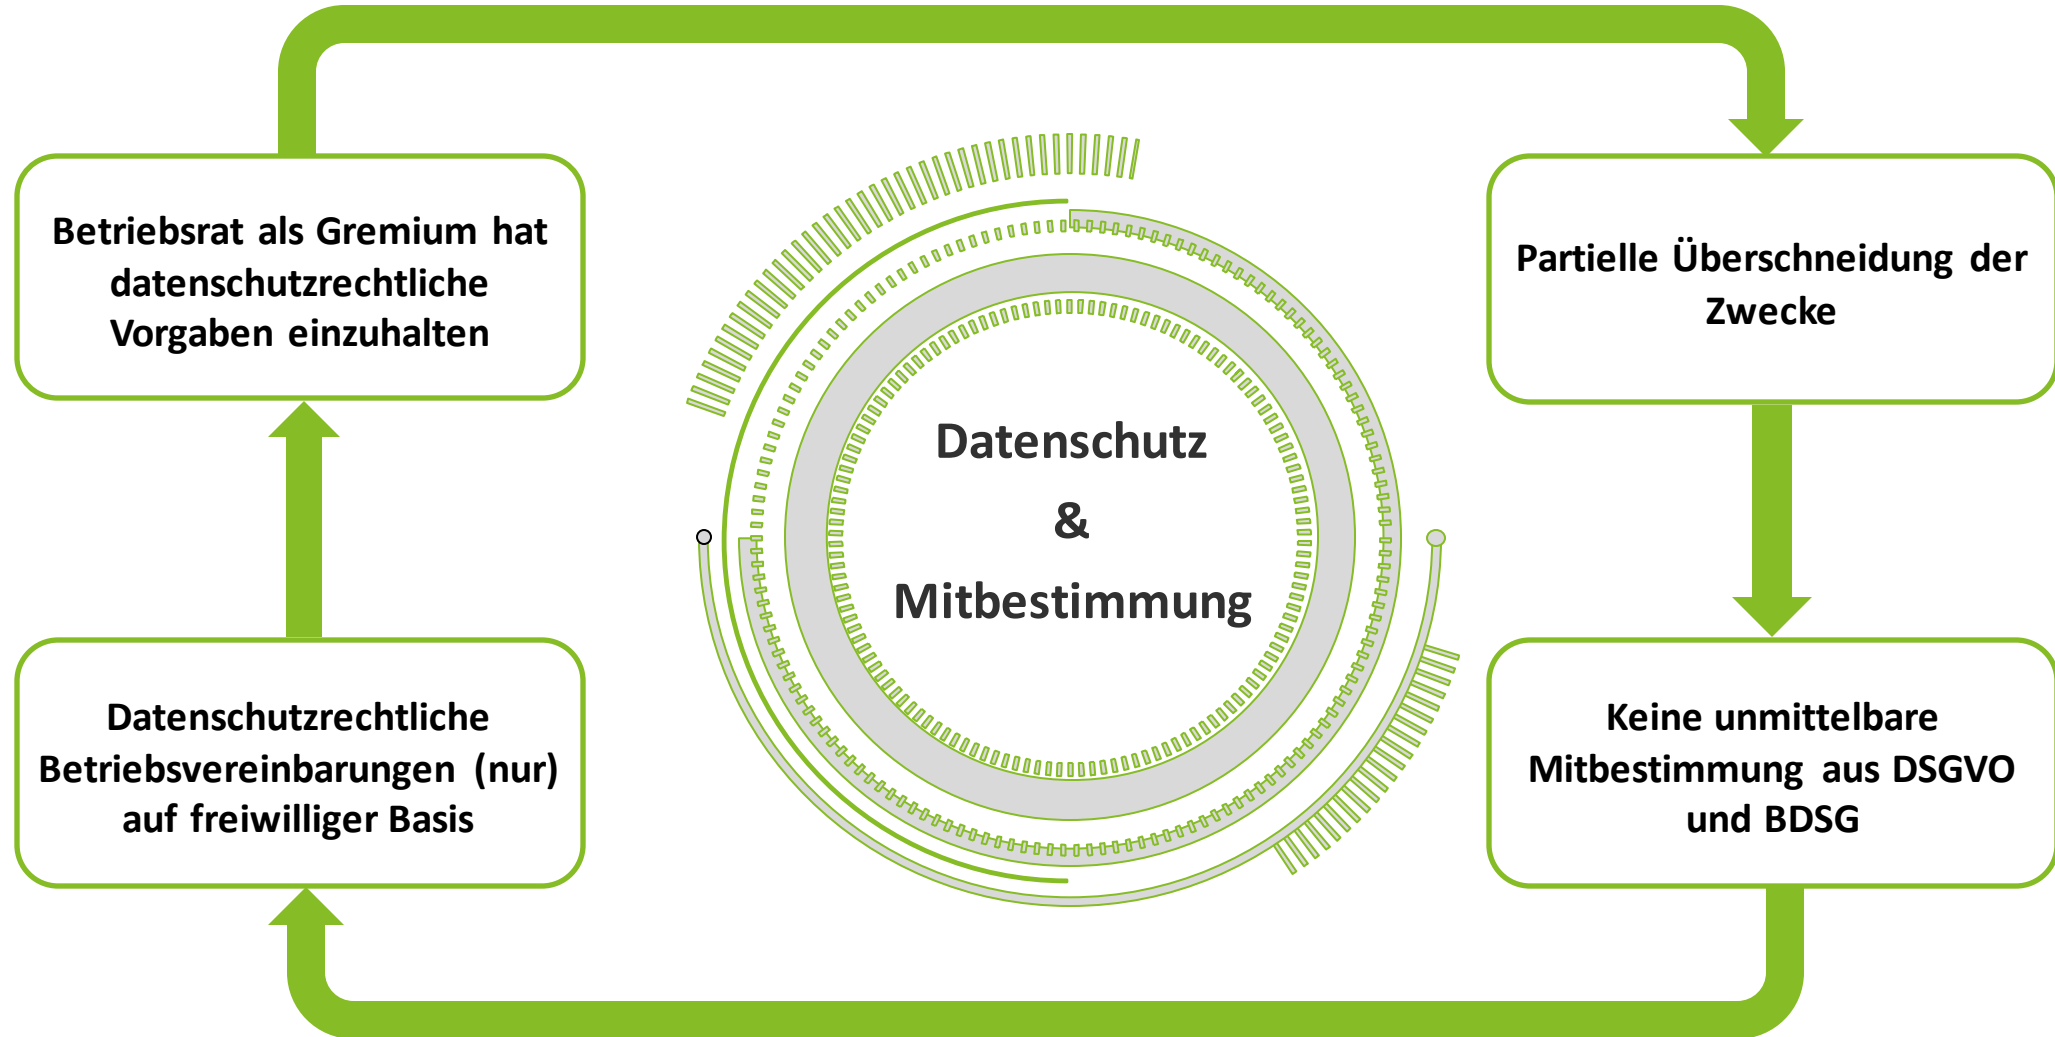 Betriebsrat als Gremium hat
datenschutzrechtliche
Vorgaben einzuhalten
Partielle Überschneidung der
Zwecke
Datenschutz
&
Mitbestimmung
Datenschutzrechtliche
Betriebsvereinbarungen (nur)
auf freiwilliger Basis
Keine unmittelbare
Mitbestimmung aus DSGVO
und BDSG